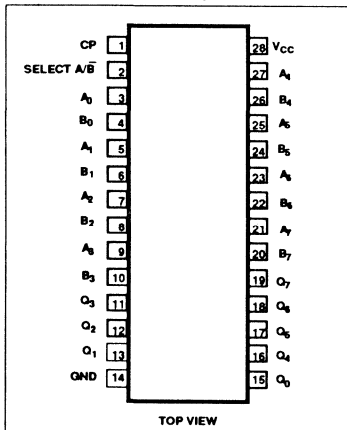 CP 1 28 V_CC
SELECT A/B̅ 2 27 A₄
A₀ 3 26 B₄
B₀ 4 25 A₅
A₁ 5 24 B₅
B₁ 6 23 A₆
A₂ 7 22 B₆
B₂ 8 21 A₇
A₃ 9 20 B₇
B₃ 10 19 Q₇
Q₃ 11 18 Q₆
Q₂ 12 17 Q₅
Q₁ 13 16 Q₄
GND 14 15 Q₀
TOP VIEW